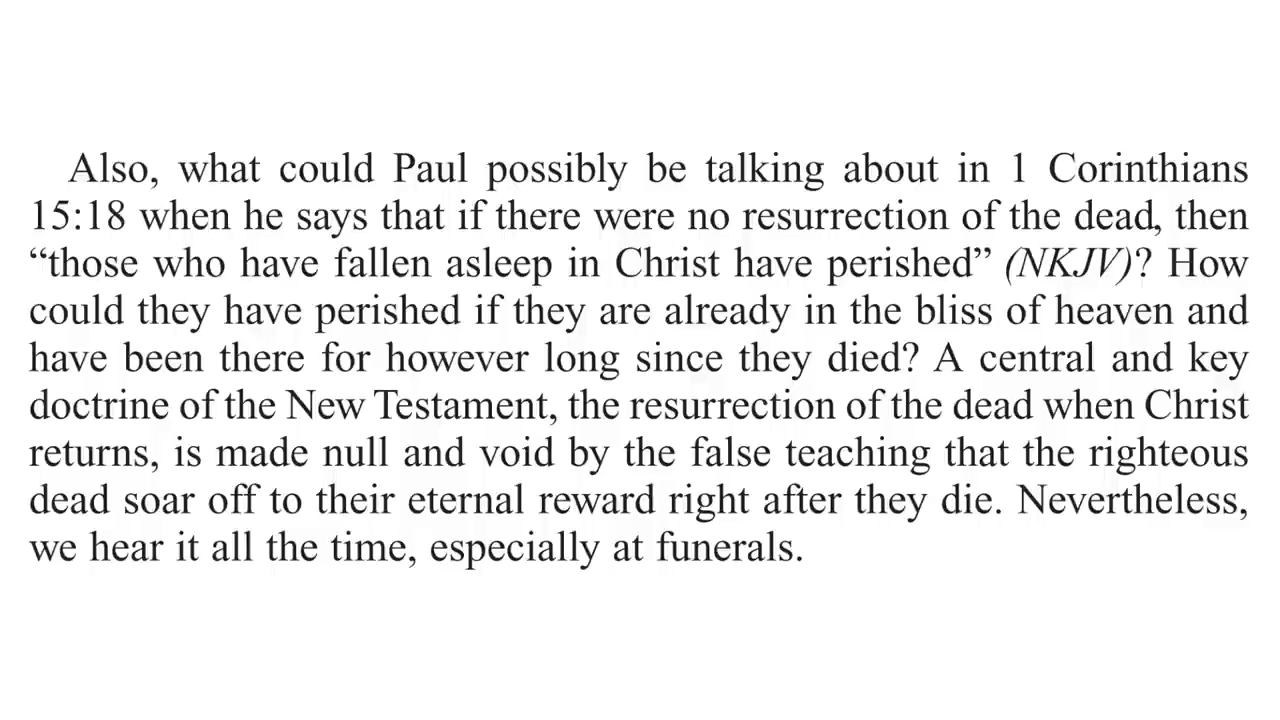 Also, what could Paul possibly be talking about in 1 Corinthians
15:18 when he says that if there were no resurrection of the dead, then
“those who have fallen asleep in Christ have perished” (NKJV)? How
could they have perished if they are already in the bliss of heaven and
have been there for however long since they died? A central and key
doctrine of the New Testament, the resurrection of the dead when Christ
returns, is made null and void by the false teaching that the righteous
dead soar off to their eternal reward right after they die. Nevertheless,
we hear it all the time, especially at funerals.